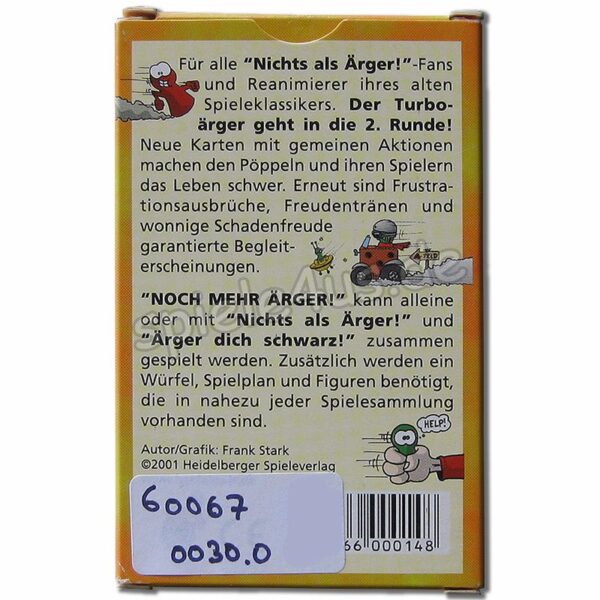 Für alle “Nichts als Ärger!”-Fans
und Reanimierer ihres alten
Spieleklassikers. Der Turbo-
ärger geht in die 2. Runde!
Neue Karten mit gemeinen Aktionen
machen den Pöppeln und ihren Spielern
das Leben schwer. Erneut sind Frustra-
tionsausbrüche, Freudentränen und
wonnige Schadenfreude
garantierte Begleit-
erscheinungen.
FELD
spiele4us.de
“NOCH MEHR ÄRGER!” kann alleine
oder mit “Nichts als Ärger!” und
“Ärger dich schwarz!” zusammen
gespielt werden. Zusätzlich werden ein
Würfel, Spielplan und Figuren benötigt,
die in nahezu jeder Spielesammlung
vorhanden sind.
HELP!
Autor/Grafik: Frank Stark
©2001 Heidelberger Spieleverlag
60067
0030.0
66 000148